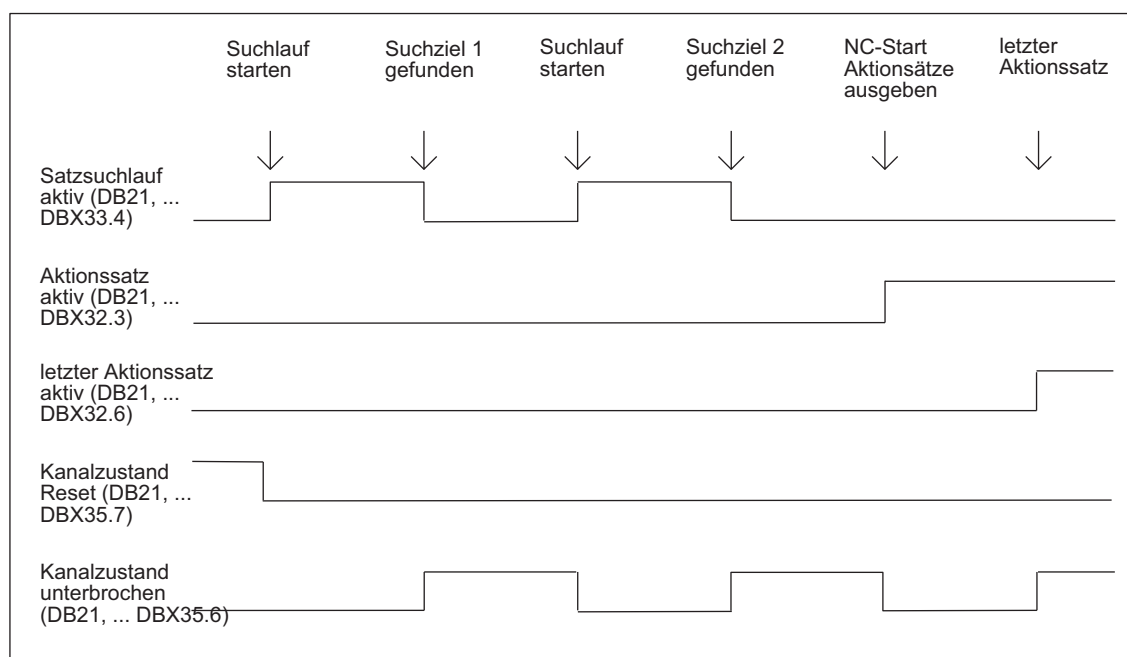 Suchlauf
starten
Suchziel 1
gefunden
Suchlauf
starten
Suchziel 2
gefunden
NC-Start
Aktionsätze
ausgeben
letzter
Aktionssatz
Satzsuchlauf
aktiv (DB21, ...
DBX33.4)
Aktionssatz
aktiv (DB21, ...
DBX32.3)
letzter Aktionssatz
aktiv (DB21, ...
DBX32.6)
Kanalzustand
Reset (DB21, ...
DBX35.7)
Kanalzustand
unterbrochen
(DB21, ... DBX35.6)